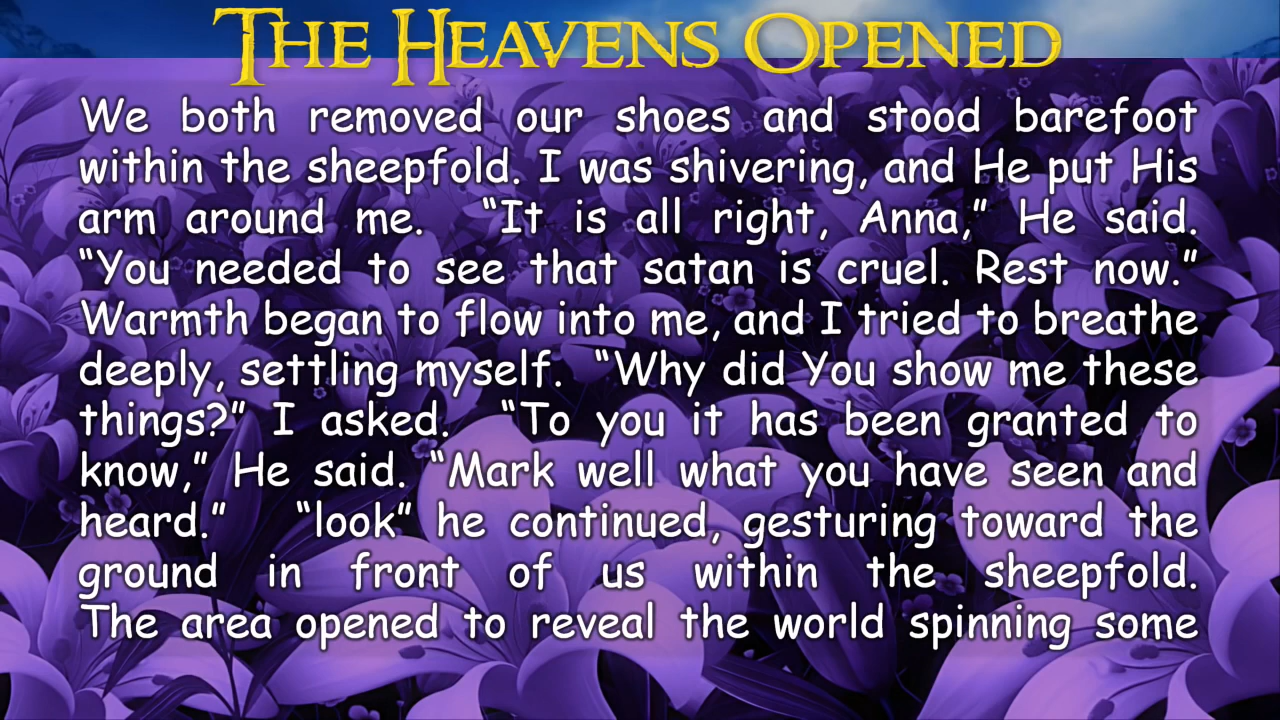 The Heavens Opened
We both removed our shoes and stood barefoot
within the sheepfold. I was shivering, and He put His
arm around me. “It is all right, Anna,” He said.
“You needed to see that satan is cruel. Rest now.”
Warmth began to flow into me, and I tried to breathe
deeply, settling myself. “Why did You show me these
things?” I asked. “To you it has been granted to
know,” He said. “Mark well what you have seen and
heard.” “look” he continued, gesturing toward the
ground in front of us within the sheepfold.
The area opened to reveal the world spinning some